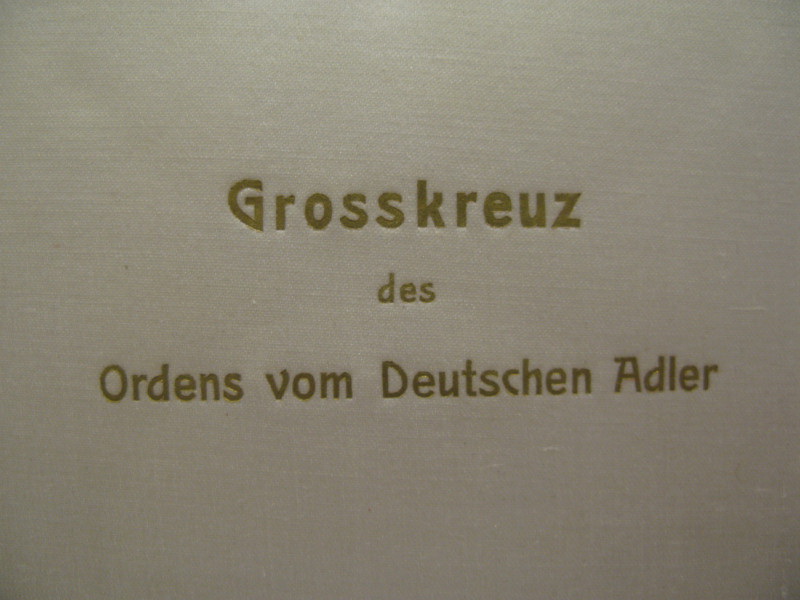 Grosskreuz
des
Ordens vom Deutschen Adler